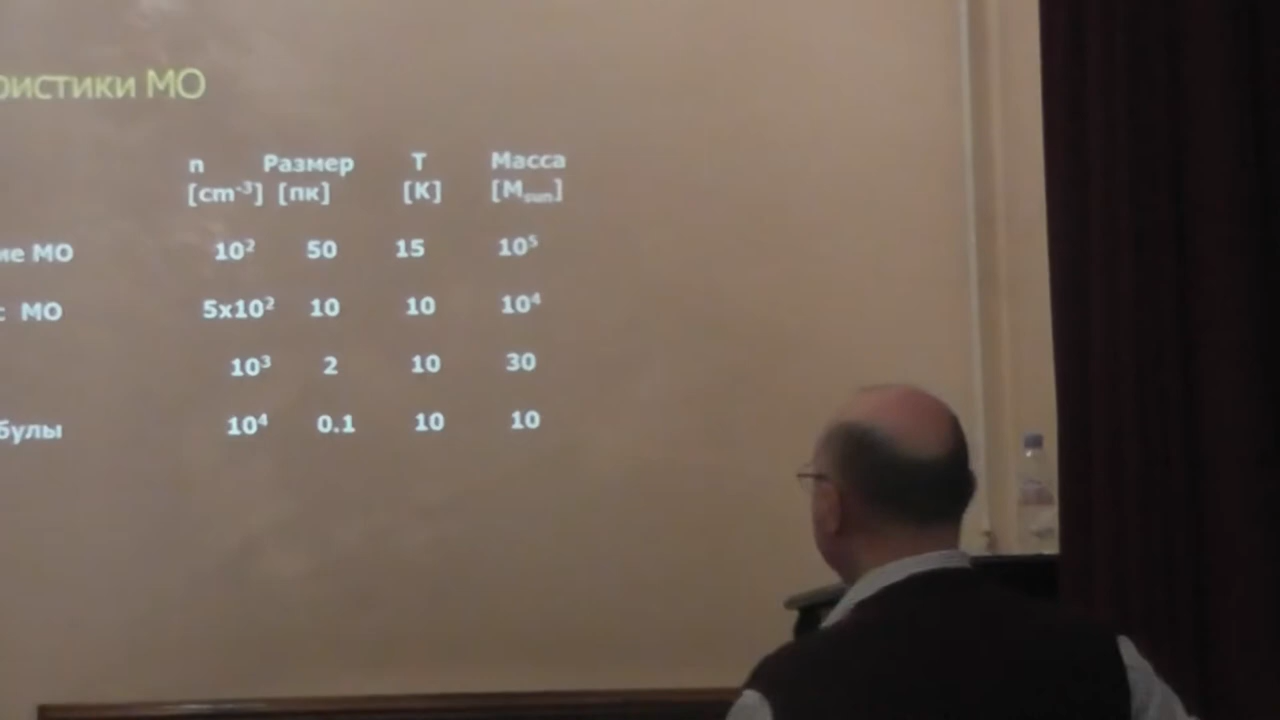 ристики МО
n Размер T Масса
[cm⁻³] [пк] [K] [Msun]
ие МО 10² 50 15 10⁵
с МО 5x10² 10 10 10⁴
10³ 2 10 30
булы 10⁴ 0.1 10 10